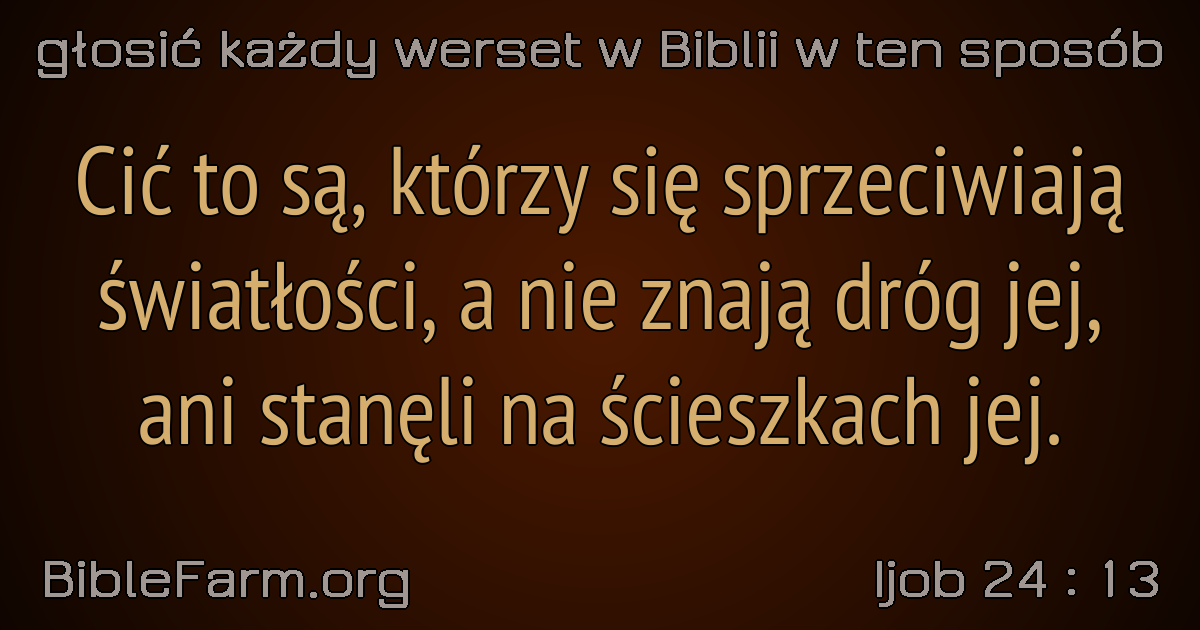 głosić każdy werset w Biblii w ten sposób
Cić to są, którzy się sprzeciwiają
światłości, a nie znają dróg jej,
ani stanęli na ścieszkach jej.
BibleFarm.org
Ijob 24 : 13